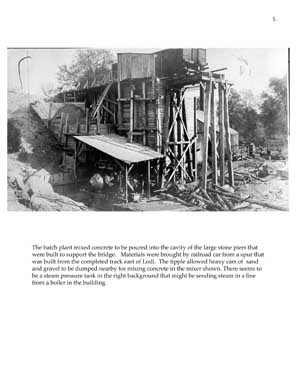 1.
The batch plant mixed concrete to be poured into the cavity of the large stone piers that
were built to support the bridge. Materials were brought by railroad car from a spur that
was built from the completed track east of Lodi. The tipple allowed heavy cars of sand
and gravel to be dumped nearby for mixing concrete in the mixer shown. There seems to
be a steam pressure tank in the right background that might be sending steam in a line
from a boiler in the building.